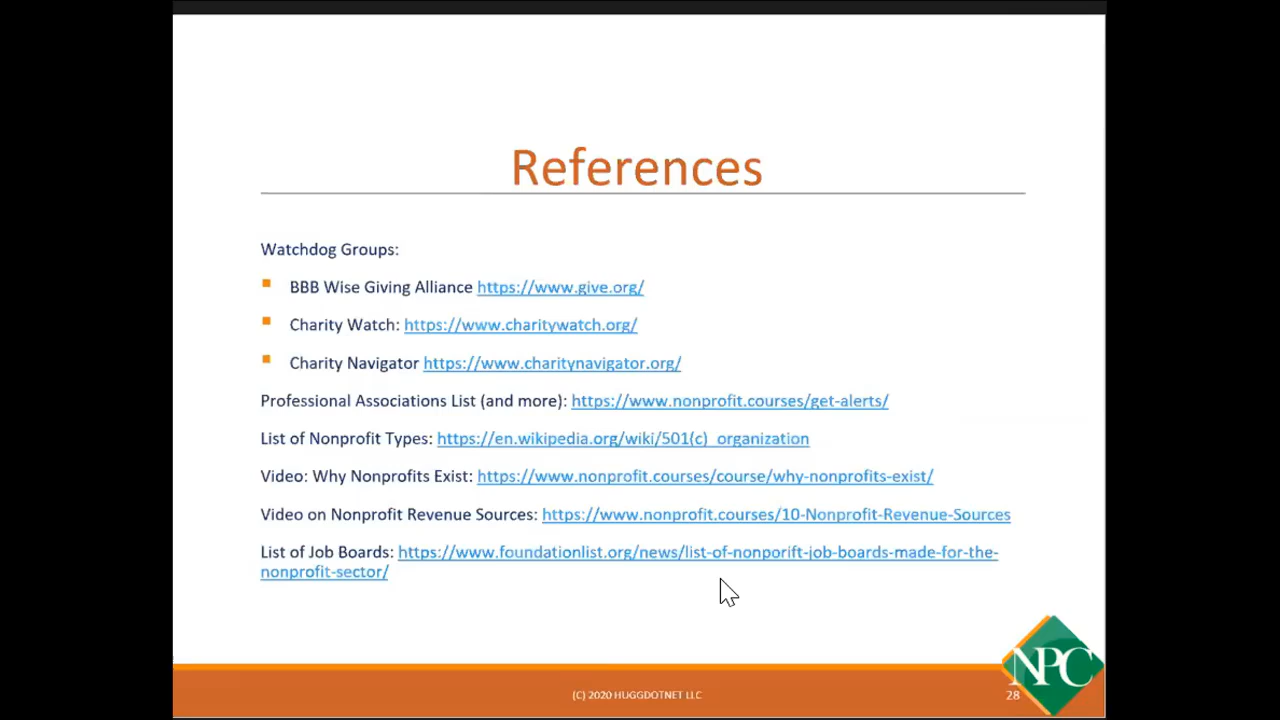 References
Watchdog Groups:
BBB Wise Giving Alliance https://www.give.org/
Charity Watch: https://www.charitywatch.org/
Charity Navigator https://www.charitynavigator.org/
Professional Associations List (and more): https://www.nonprofit.courses/get-alerts/
List of Nonprofit Types: https://en.wikipedia.org/wiki/501(c)_organization
Video: Why Nonprofits Exist: https://www.nonprofit.courses/course/why-nonprofits-exist/
Video on Nonprofit Revenue Sources: https://www.nonprofit.courses/10-Nonprofit-Revenue-Sources
List of Job Boards: https://www.foundationlist.org/news/list-of-nonporift-job-boards-made-for-the-
nonprofit-sector/
NPC
(C) 2020 HUGGDOTNET LLC
28